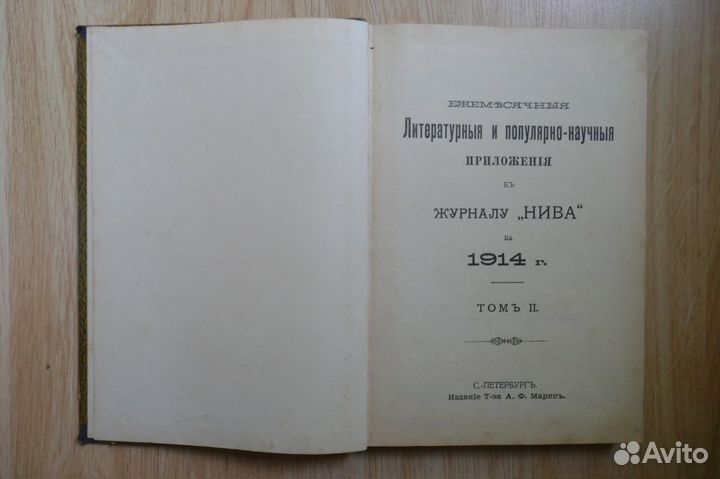 ЕЖЕМѢСЯЧНЫЯ
Литературныя и популярно-научныя
ПРИЛОЖЕНІЯ
КЪ
ЖУРНАЛУ „НИВА“
НА
1914 г.
ТОМЪ II.
С.-ПЕТЕРБУРГЪ.
Изданіе Т-ва А. Ф. Марксъ.
Avito